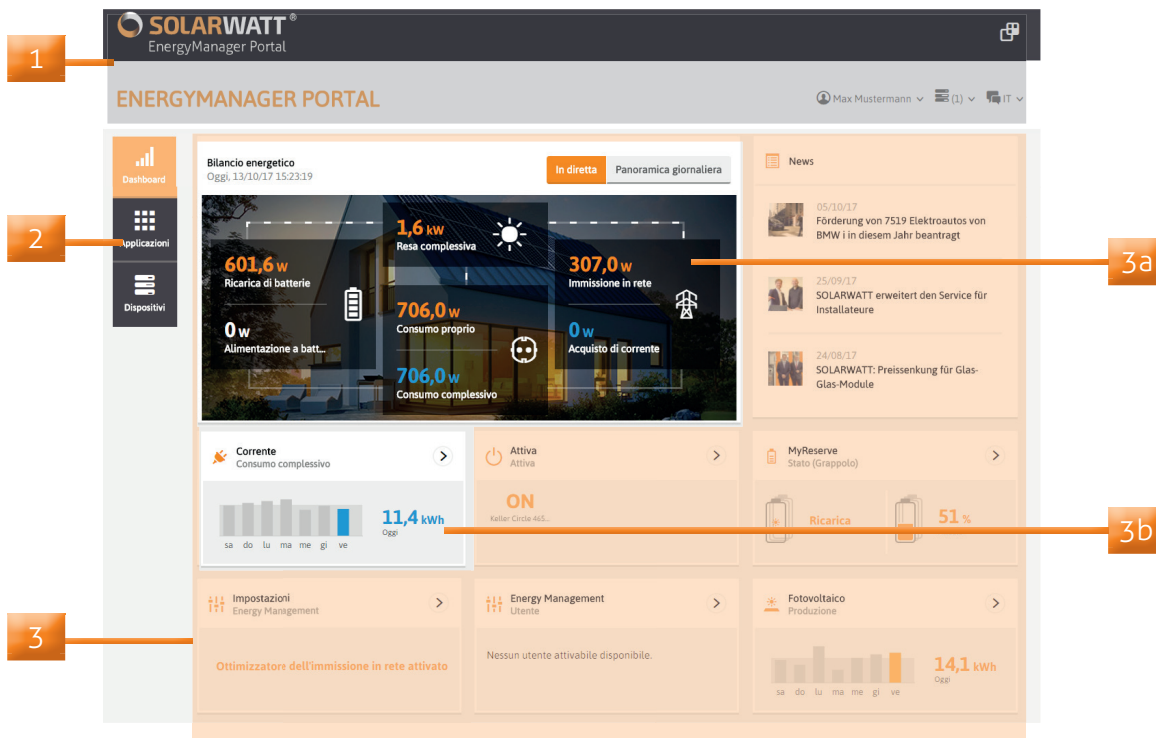 SOLARWATT®
EnergyManager Portal
1
ENERGYMANAGER PORTAL
Max Mustermann
(1)
IT
Dashboard
Applicazioni
Dispositivi
2
Bilancio energetico
Oggi, 13/10/17 15:23:19
In diretta
Panoramica giornaliera
1,6 kW
Resa complessiva
601,6 W
Ricarica di batterie
0 W
Alimentazione a batt...
706,0 W
Consumo proprio
706,0 W
Consumo complessivo
307,0 W
Immissione in rete
0 W
Acquisto di corrente
3a
News
05/10/17
Förderung von 7519 Elektroautos von
BMW i in diesem Jahr beantragt
25/09/17
SOLARWATT erweitert den Service für
Installateure
24/08/17
SOLARWATT: Preissenkung für Glas-
Glas-Module
Corrente
Consumo complessivo
11,4 kWh
Oggi
sa do lu ma me gi ve
Attiva
Attiva
ON
Keller Circle 465...
MyReserve
Stato (Grappolo)
Ricarica
51 %
3b
Impostazioni
Energy Management
Ottimizzatore dell'immissione in rete attivato
Energy Management
Utente
Nessun utente attivabile disponibile.
Fotovoltaico
Produzione
14,1 kWh
Oggi
sa do lu ma me gi ve
3